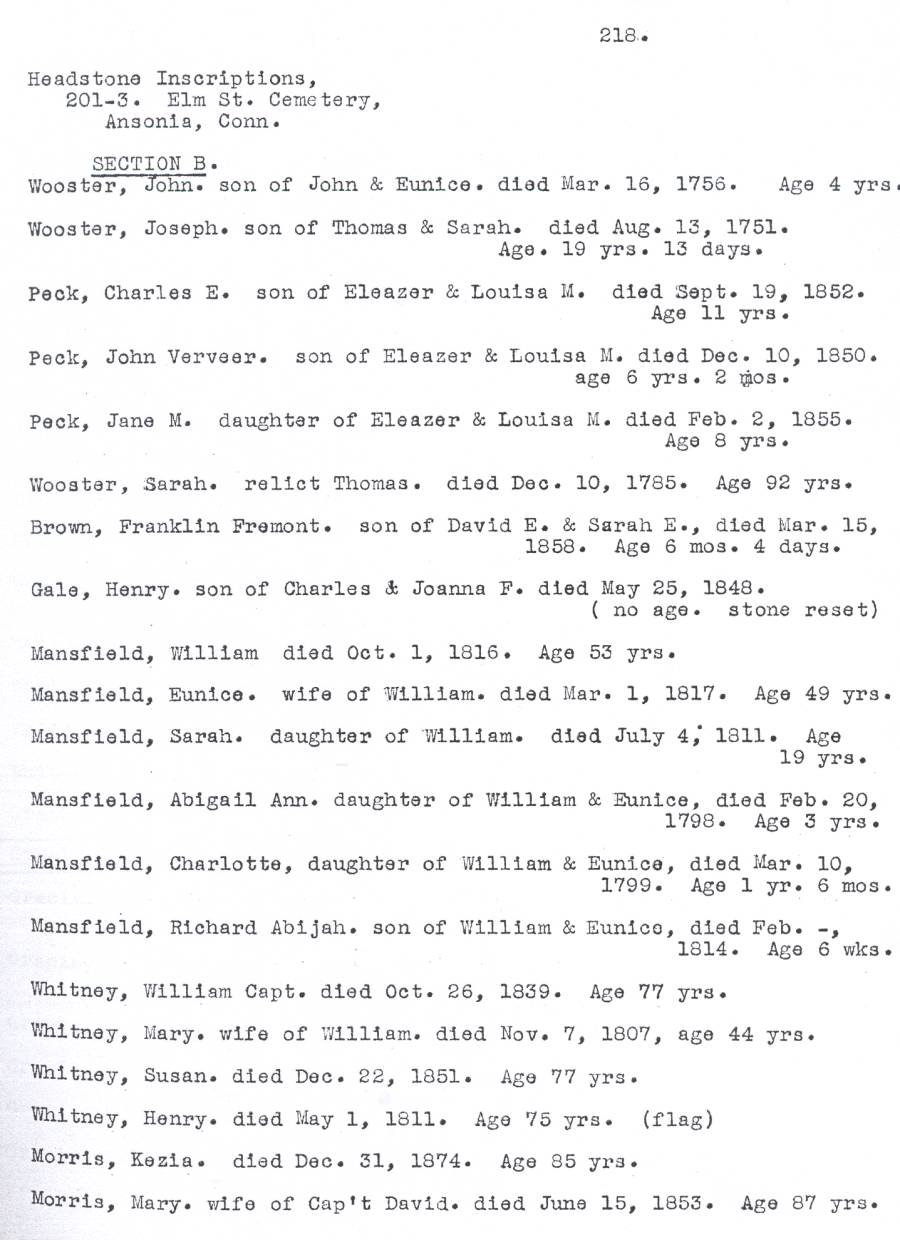 218.
Headstone Inscriptions,
201-3. Elm St. Cemetery,
Ansonia, Conn.
SECTION B.
Wooster, John. son of John & Eunice. died Mar. 16, 1756. Age 4 yrs.
Wooster, Joseph. son of Thomas & Sarah. died Aug. 13, 1751.
Age. 19 yrs. 13 days.
Peck, Charles E. son of Eleazer & Louisa M. died Sept. 19, 1852.
Age 11 yrs.
Peck, John Verveer. son of Eleazer & Louisa M. died Dec. 10, 1850.
age 6 yrs. 2 mos.
Peck, Jane M. daughter of Eleazer & Louisa M. died Feb. 2, 1855.
Age 8 yrs.
Wooster, Sarah. relict Thomas. died Dec. 10, 1785. Age 92 yrs.
Brown, Franklin Fremont. son of David E. & Sarah E., died Mar. 15,
1858. Age 6 mos. 4 days.
Gale, Henry. son of Charles & Joanna F. died May 25, 1848.
( no age. stone reset)
Mansfield, William died Oct. 1, 1816. Age 53 yrs.
Mansfield, Eunice. wife of William. died Mar. 1, 1817. Age 49 yrs.
Mansfield, Sarah. daughter of William. died July 4, 1811. Age
19 yrs.
Mansfield, Abigail Ann. daughter of William & Eunice, died Feb. 20,
1798. Age 3 yrs.
Mansfield, Charlotte, daughter of William & Eunice, died Mar. 10,
1799. Age 1 yr. 6 mos.
Mansfield, Richard Abijah. son of William & Eunice, died Feb. -,
1814. Age 6 wks.
Whitney, William Capt. died Oct. 26, 1839. Age 77 yrs.
Whitney, Mary. wife of William. died Nov. 7, 1807, age 44 yrs.
Whitney, Susan. died Dec. 22, 1851. Age 77 yrs.
Whitney, Henry. died May 1, 1811. Age 75 yrs. (flag)
Morris, Kezia. died Dec. 31, 1874. Age 85 yrs.
Morris, Mary. wife of Cap't David. died June 15, 1853. Age 87 yrs.